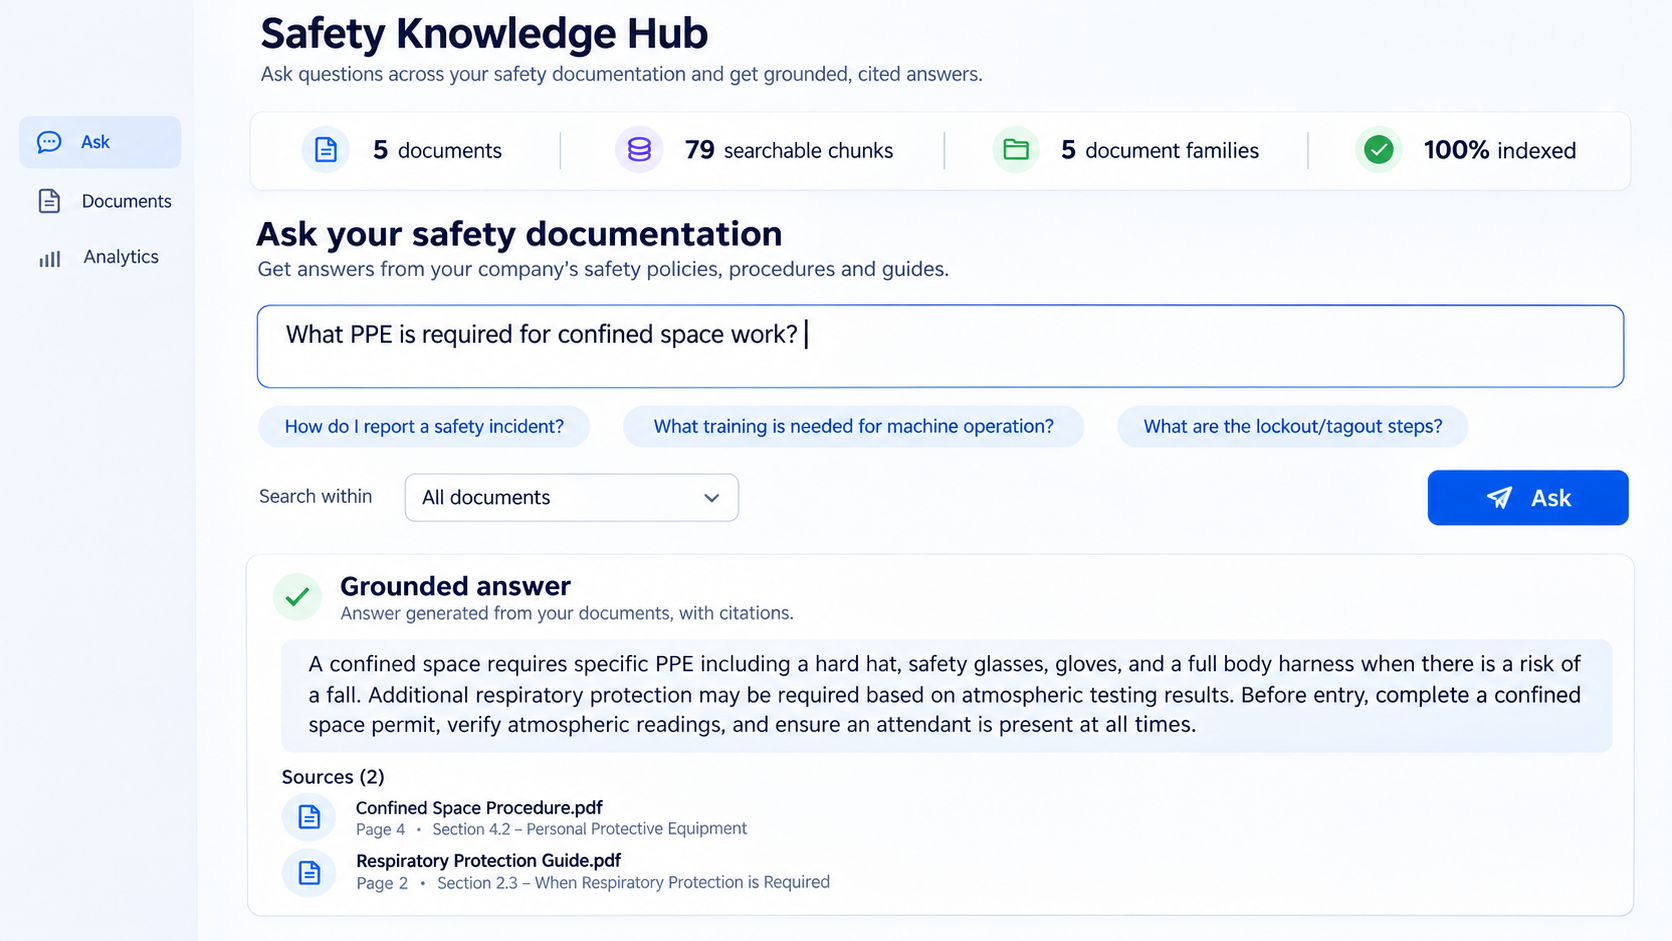 Safety Knowledge Hub
Ask questions across your safety documentation and get grounded, cited answers.
Ask
Documents
Analytics
5 documents
79 searchable chunks
5 document families
100% indexed
Ask your safety documentation
Get answers from your company’s safety policies, procedures and guides.
What PPE is required for confined space work?
How do I report a safety incident?
What training is needed for machine operation?
What are the lockout/tagout steps?
Search within
All documents
Ask
Grounded answer
Answer generated from your documents, with citations.
A confined space requires specific PPE including a hard hat, safety glasses, gloves, and a full body harness when there is a risk of
a fall. Additional respiratory protection may be required based on atmospheric testing results. Before entry, complete a confined
space permit, verify atmospheric readings, and ensure an attendant is present at all times.
Sources (2)
Confined Space Procedure.pdf
Page 4 • Section 4.2 – Personal Protective Equipment
Respiratory Protection Guide.pdf
Page 2 • Section 2.3 – When Respiratory Protection is Required